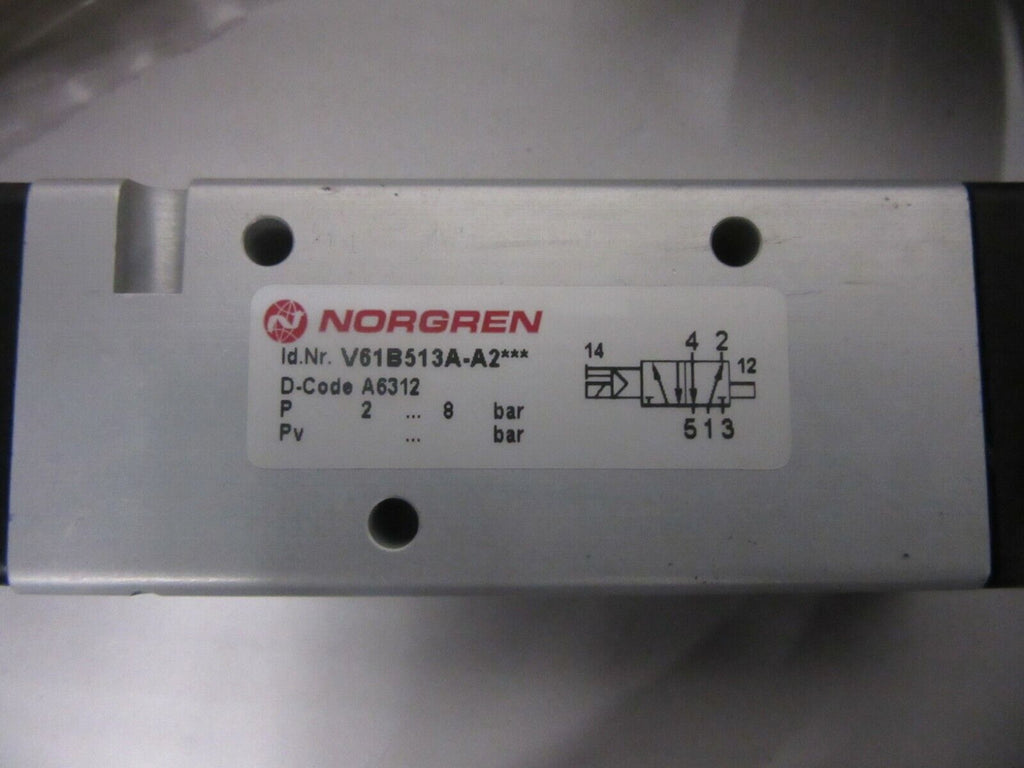 NORGREN
Id.Nr. V61B513A-A2***
D-Code A6312
P 2 ... 8 bar
Pv ... bar
14 4 2 12
5 1 3